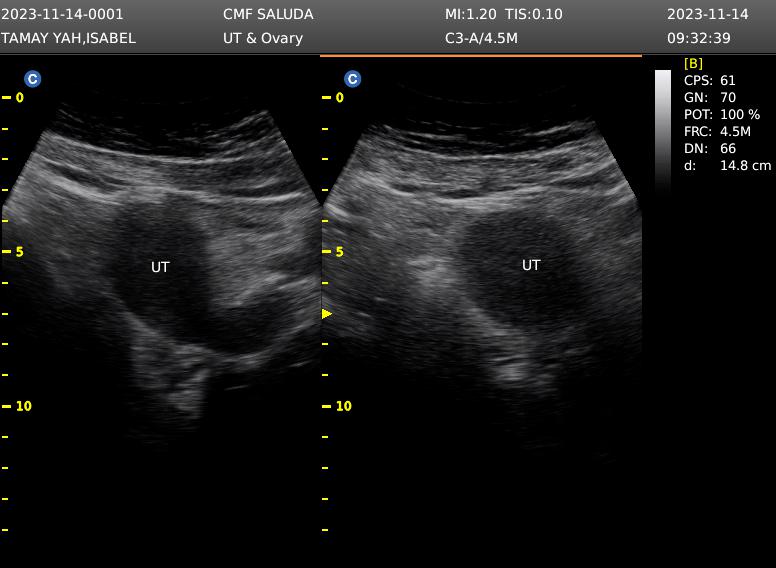 2023-11-14-0001 CMF SALUDA MI:1.20 TIS:0.10 2023-11-14
TAMAY YAH,ISABEL UT & Ovary C3-A/4.5M 09:32:39
[B]
C C
0 0
CPS: 61
GN: 70
POT: 100 %
FRC: 4.5M
DN: 66
d: 14.8 cm
5 5
UT UT
10 10